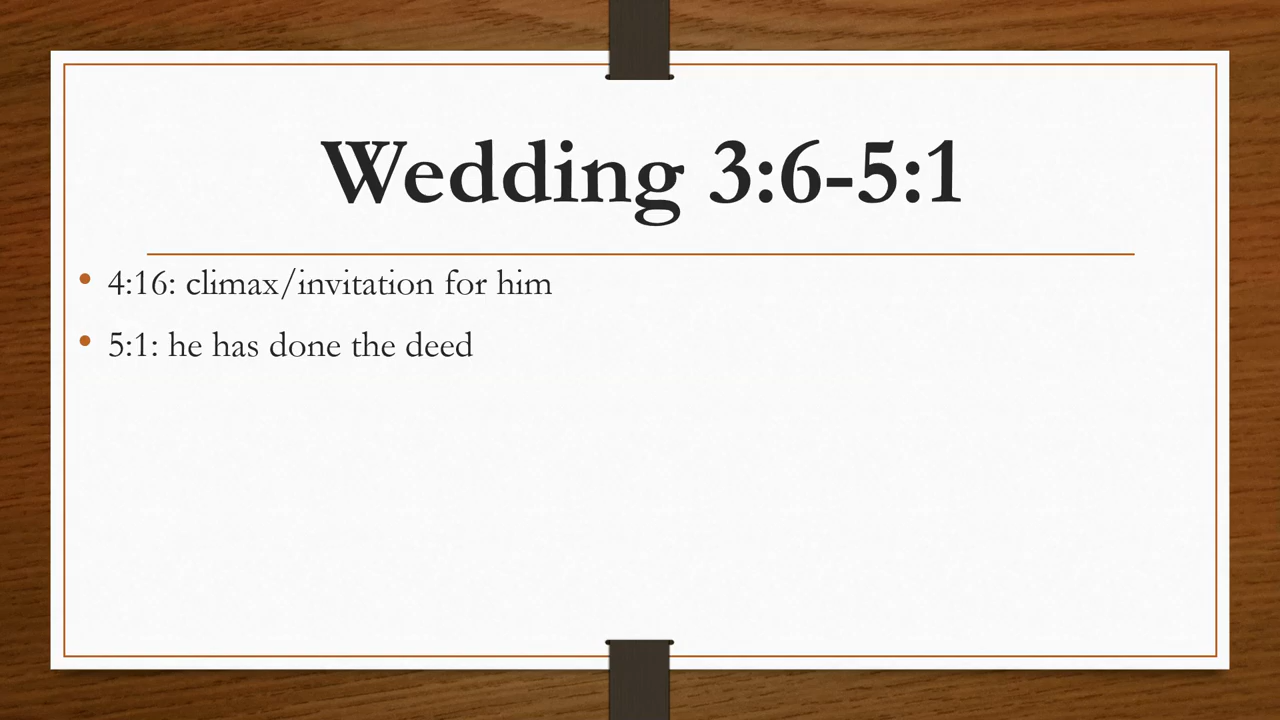 Wedding 3:6-5:1
• 4:16: climax/invitation for him
• 5:1: he has done the deed